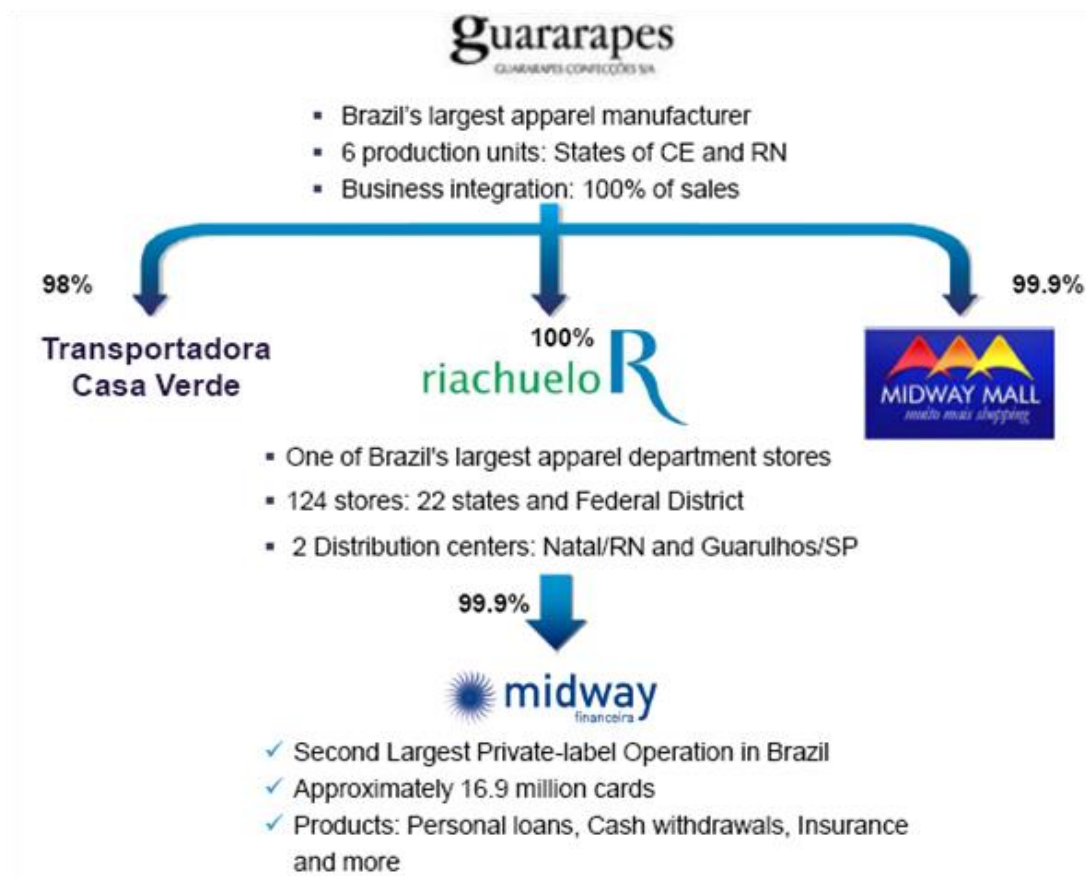 guararapes
GUARARAPES CONFECÇÕES S/A
Brazil's largest apparel manufacturer
6 production units: States of CE and RN
Business integration: 100% of sales
98%
99.9%
Transportadora
Casa Verde
100%
riachuelo R
MIDWAY MALL
muito mais shopping
One of Brazil's largest apparel department stores
124 stores: 22 states and Federal District
2 Distribution centers: Natal/RN and Guarulhos/SP
99.9%
midway
financeira
Second Largest Private-label Operation in Brazil
Approximately 16.9 million cards
Products: Personal loans, Cash withdrawals, Insurance
and more